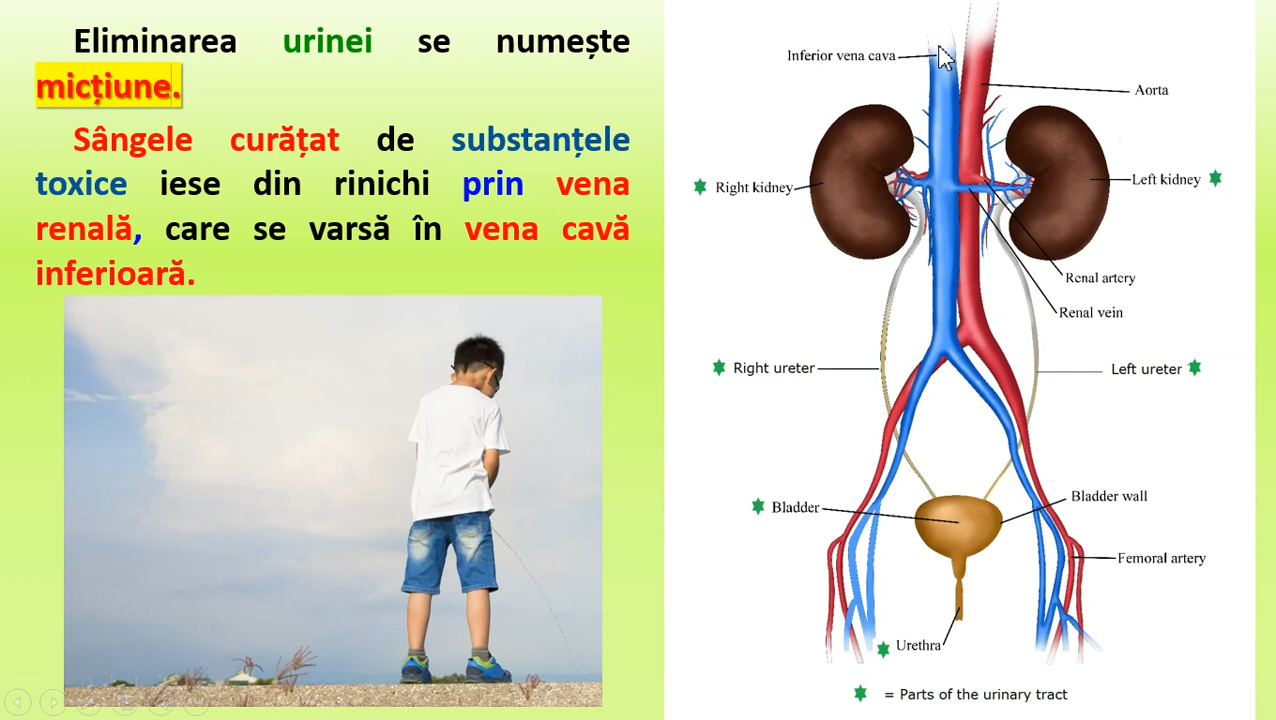 Eliminarea urinei se numește
micțiune.
Sângele curățat de substanțele
toxice iese din rinichi prin vena
renală, care se varsă în vena cavă
inferioară.
Inferior vena cava
Aorta
Right kidney
Left kidney
Renal artery
Renal vein
Right ureter
Left ureter
Bladder
Bladder wall
Femoral artery
Urethra
= Parts of the urinary tract